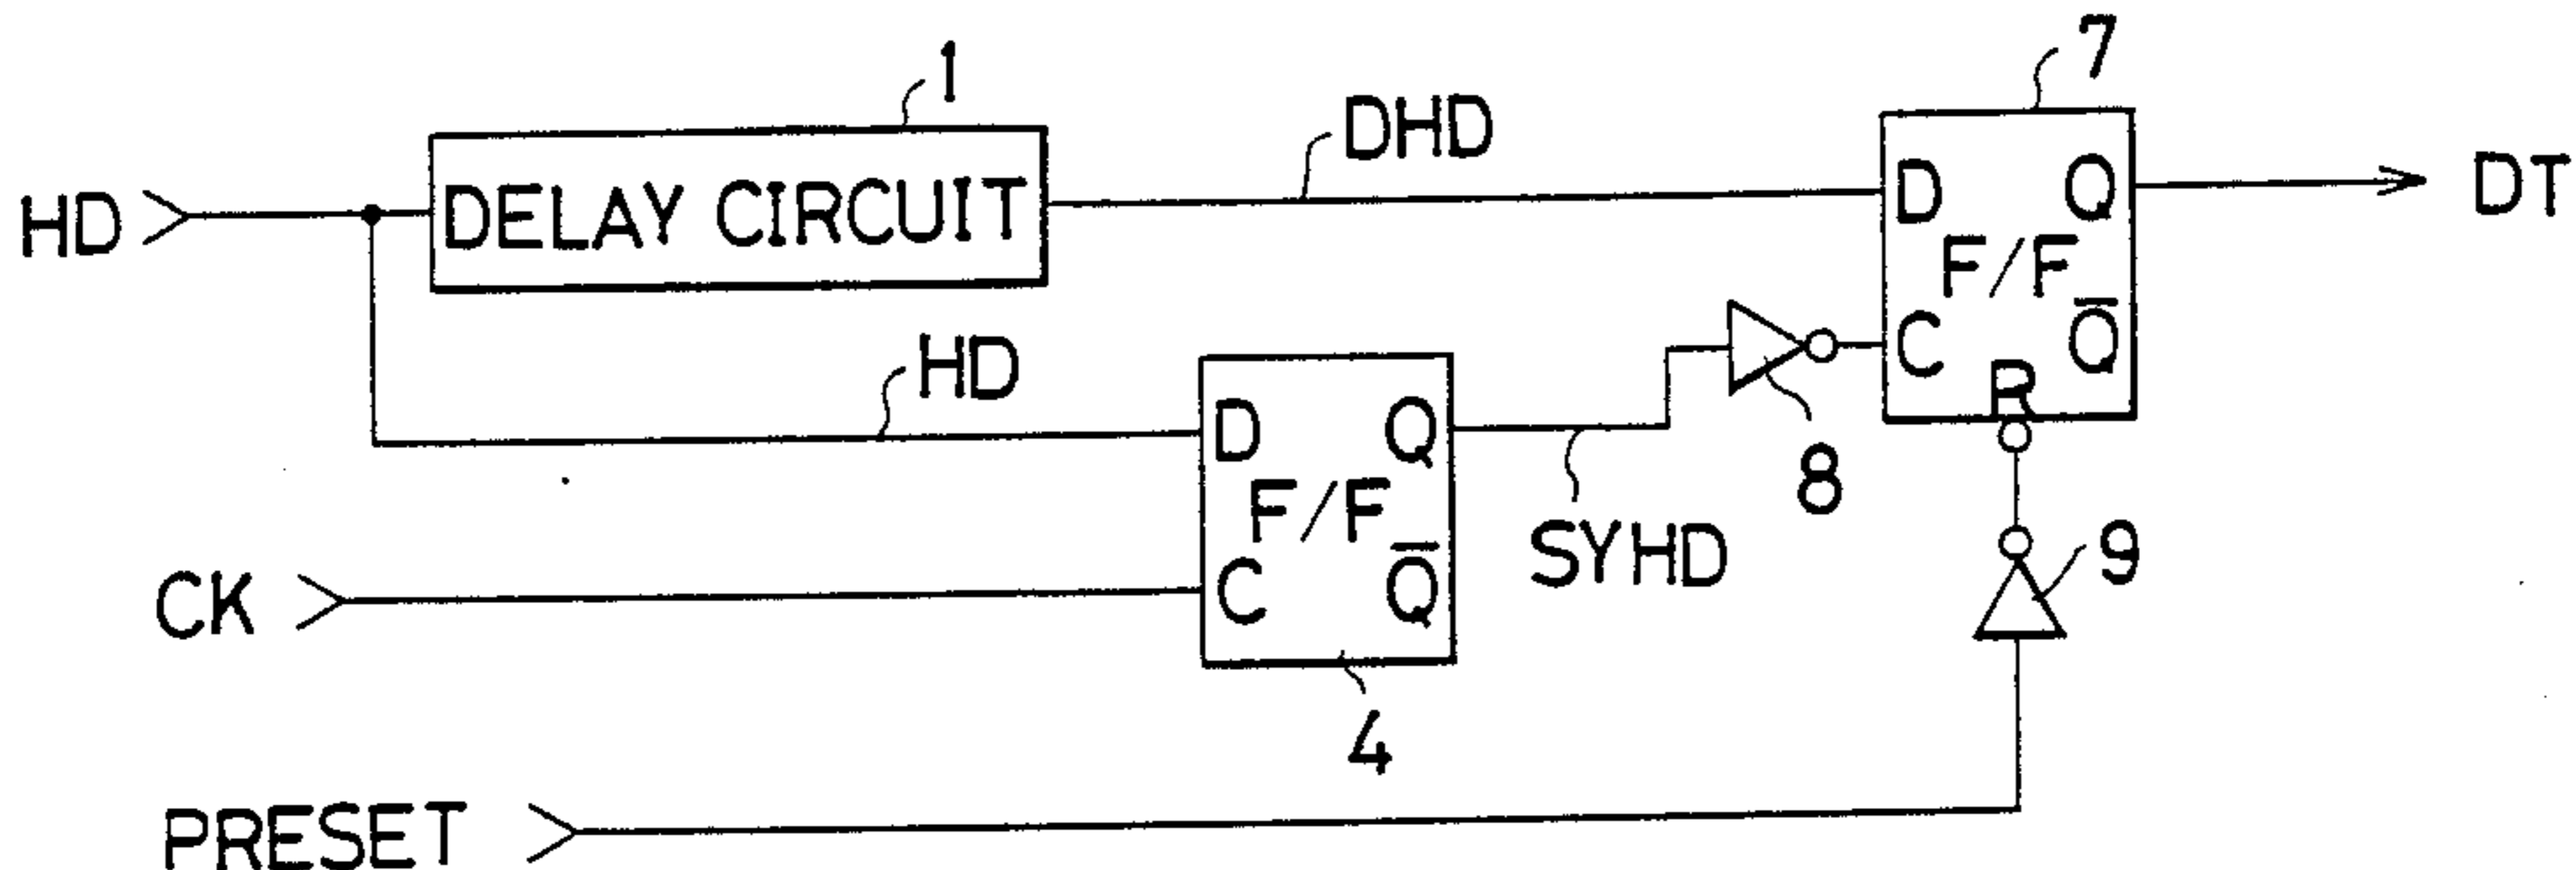 1
7
DHD
HD
DELAY CIRCUIT
D
Q
F/F
C
Q̅
R
DT
HD
D
Q
F/F
C
Q̅
8
SYHD
9
CK
4
PRESET